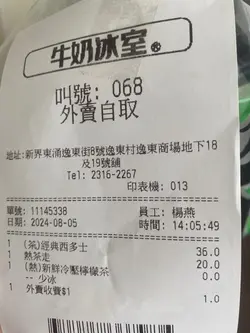 牛奶冰室®
叫號: 068
外賣自取
地址:新界東涌逸東街8號逸東村逸東商場地下18
及19號舖
Tel: 2316-2267
印表機: 013
單號: 11145338 員工: 楊燕
日期: 2024-08-05 時間: 14:05:49
1 (茶)經典西多士 36.0
1 熱茶走 20.0
1 (熱)新鮮冷壓檸檬茶 0.0
-- 少冰
1 外賣收費$1 1.0